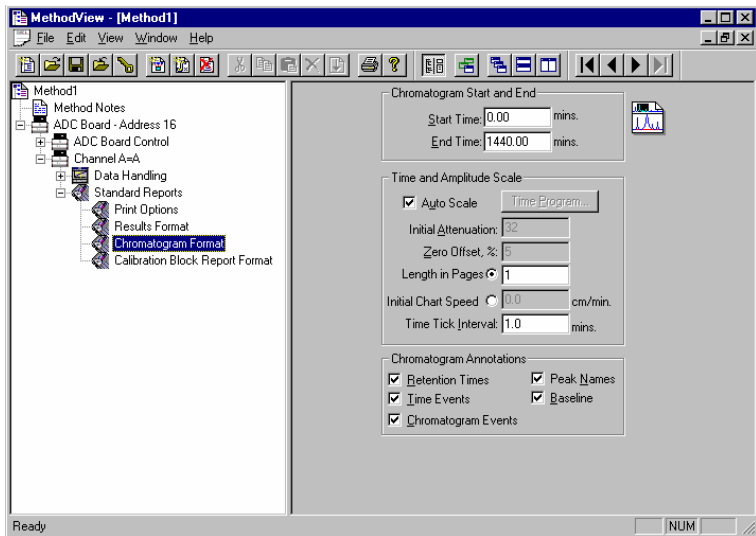 MethodView - [Method1]
File Edit View Window Help
Method1
Method Notes
ADC Board - Address 16
ADC Board Control
Channel A=A
Data Handling
Standard Reports
Print Options
Results Format
Chromatogram Format
Calibration Block Report Format
Chromatogram Start and End
Start Time: 0.00 mins.
End Time: 1440.00 mins.
Time and Amplitude Scale
Auto Scale Time Program...
Initial Attenuation: 32
Zero Offset, %: 5
Length in Pages 1
Initial Chart Speed 0.0 cm/min.
Time Tick Interval: 1.0 mins.
Chromatogram Annotations
Retention Times Peak Names
Time Events Baseline
Chromatogram Events
Ready NUM